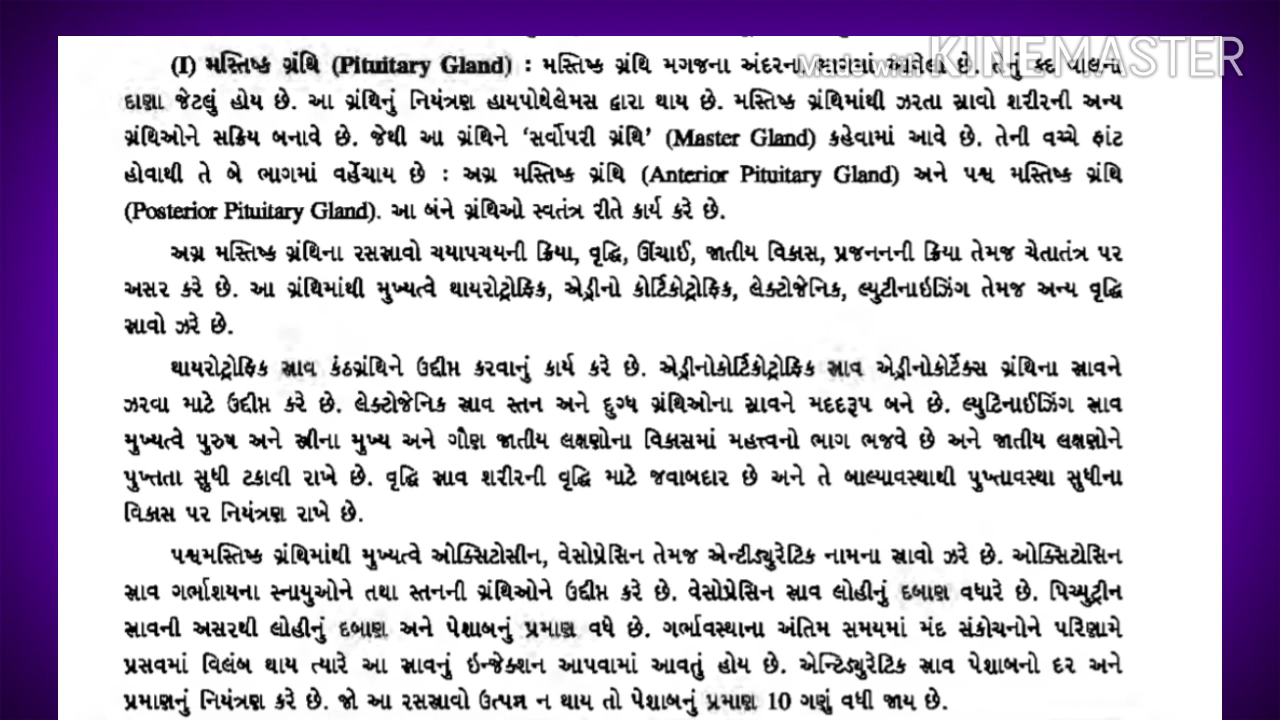 Made with KINEMASTER
(I) મસ્તિષ્ક ગ્રંથિ (Pituitary Gland) : મસ્તિષ્ક ગ્રંથિ મગજના અંદરના ભાગમાં આવેલી છે. તેનું કદ
દાણા જેટલું હોય છે. આ ગ્રંથિનું નિયંત્રણ હાયપોથેલેમસ દ્વારા થાય છે. મસ્તિષ્ક ગ્રંથિમાંથી ઝરતા સ્રાવો શરીરની અન્ય
ગ્રંથિઓને સક્રિય બનાવે છે. જેથી આ ગ્રંથિને ‘સર્વોપરી ગ્રંથિ’ (Master Gland) કહેવામાં આવે છે. તેની વચ્ચે ફાંટ
હોવાથી તે બે ભાગમાં વહેંચાય છે : અગ્ર મસ્તિષ્ક ગ્રંથિ (Anterior Pituitary Gland) અને પશ્ચ મસ્તિષ્ક ગ્રંથિ
(Posterior Pituitary Gland). આ બંને ગ્રંથિઓ સ્વતંત્ર રીતે કાર્ય કરે છે.
અગ્ર મસ્તિષ્ક ગ્રંથિના રસસ્રાવો ચયાપચયની ક્રિયા, વૃદ્ધિ, ઊંચાઈ, જાતીય વિકાસ, પ્રજનનની ક્રિયા તેમજ ચેતાતંત્ર પર
અસર કરે છે. આ ગ્રંથિમાંથી મુખ્યત્વે થાયરોટ્રોફિક, એડ્રીનો કોર્ટિકોટ્રોફિક, લેક્ટોજેનિક, લ્યુટીનાઇઝિંગ તેમજ અન્ય વૃદ્ધિ
સ્રાવો ઝરે છે.
થાયરોટ્રોફિક સ્રાવ કંઠગ્રંથિને ઉદ્દીપ્ત કરવાનું કાર્ય કરે છે. એડ્રીનોકોર્ટિકોટ્રોફિક સ્રાવ એડ્રીનોકોર્ટેક્સ ગ્રંથિના સ્રાવને
ઝરવા માટે ઉદ્દીપ્ત કરે છે. લેક્ટોજેનિક સ્રાવ સ્તન અને દુગ્ધ ગ્રંથિઓના સ્રાવને મદદરૂપ બને છે. લ્યુટિનાઈઝિંગ સ્રાવ
મુખ્યત્વે પુરુષ અને સ્ત્રીના મુખ્ય અને ગૌણ જાતીય લક્ષણોના વિકાસમાં મહત્ત્વનો ભાગ ભજવે છે અને જાતીય લક્ષણોને
પુખ્તતા સુધી ટકાવી રાખે છે. વૃદ્ધિ સ્રાવ શરીરની વૃદ્ધિ માટે જવાબદાર છે અને તે બાલ્યાવસ્થાથી પુખ્તાવસ્થા સુધીના
વિકાસ પર નિયંત્રણ રાખે છે.
પશ્ચમસ્તિષ્ક ગ્રંથિમાંથી મુખ્યત્વે ઓક્સિટોસીન, વેસોપ્રેસિન તેમજ એન્ટીડ્યુરેટિક નામના સ્રાવો ઝરે છે. ઓક્સિટોસિન
સ્રાવ ગર્ભાશયના સ્નાયુઓને તથા સ્તનની ગ્રંથિઓને ઉદ્દીપ્ત કરે છે. વેસોપ્રેસિન સ્રાવ લોહીનું દબાણ વધારે છે. પિચ્યુટ્રીન
સ્રાવની અસરથી લોહીનું દબાણ અને પેશાબનું પ્રમાણ વધે છે. ગર્ભાવસ્થાના અંતિમ સમયમાં મંદ સંકોચનોને પરિણામે
પ્રસવમાં વિલંબ થાય ત્યારે આ સ્રાવનું ઇન્જેક્શન આપવામાં આવતું હોય છે. એન્ટિડ્યુરેટિક સ્રાવ પેશાબનો દર અને
પ્રમાણનું નિયંત્રણ કરે છે. જો આ રસસ્રાવો ઉત્પન્ન ન થાય તો પેશાબનું પ્રમાણ 10 ગણું વધી જાય છે.